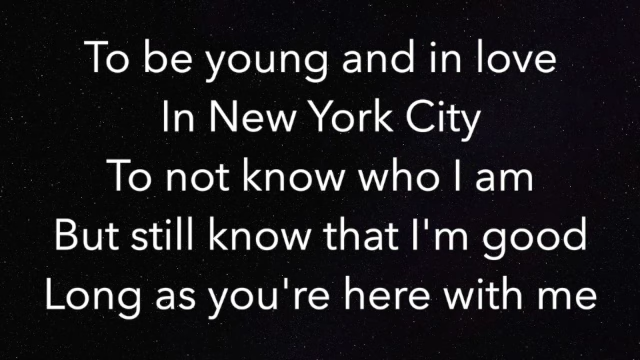 To be young and in love
In New York City
To not know who I am
But still know that I'm good
Long as you're here with me